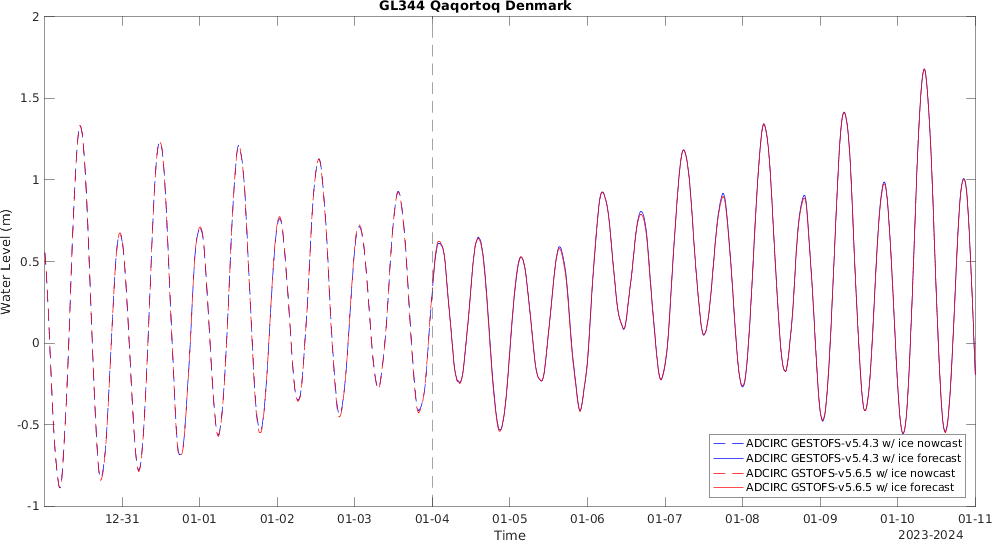 GL344 Qaqortoq Denmark
2
1.5
1
0.5
0
-0.5
-1
Water Level (m)
ADCIRC GESTOFS-v5.4.3 w/ ice nowcast
ADCIRC GESTOFS-v5.4.3 w/ ice forecast
ADCIRC GSTOFS-v5.6.5 w/ ice nowcast
ADCIRC GSTOFS-v5.6.5 w/ ice forecast
12-31 01-01 01-02 01-03 01-04 01-05 01-06 01-07 01-08 01-09 01-10 01-11
Time
2023-2024